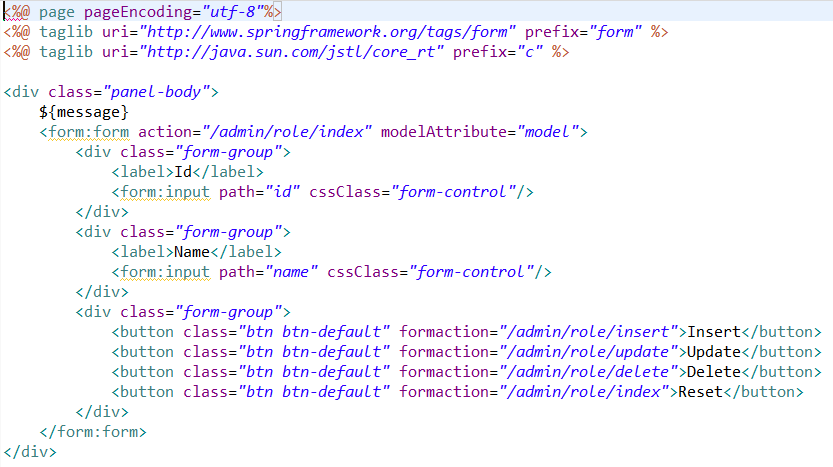 <%@ page pageEncoding="utf-8"%>
<%@ taglib uri="http://www.springframework.org/tags/form" prefix="form" %>
<%@ taglib uri="http://java.sun.com/jstl/core_rt" prefix="c" %>

<div class="panel-body">
    ${message}
    <form:form action="/admin/role/index" modelAttribute="model">
        <div class="form-group">
            <label>Id</label>
            <form:input path="id" cssClass="form-control"/>
        </div>
        <div class="form-group">
            <label>Name</label>
            <form:input path="name" cssClass="form-control"/>
        </div>
        <div class="form-group">
            <button class="btn btn-default" formaction="/admin/role/insert">Insert</button>
            <button class="btn btn-default" formaction="/admin/role/update">Update</button>
            <button class="btn btn-default" formaction="/admin/role/delete">Delete</button>
            <button class="btn btn-default" formaction="/admin/role/index">Reset</button>
        </div>
    </form:form>
</div>